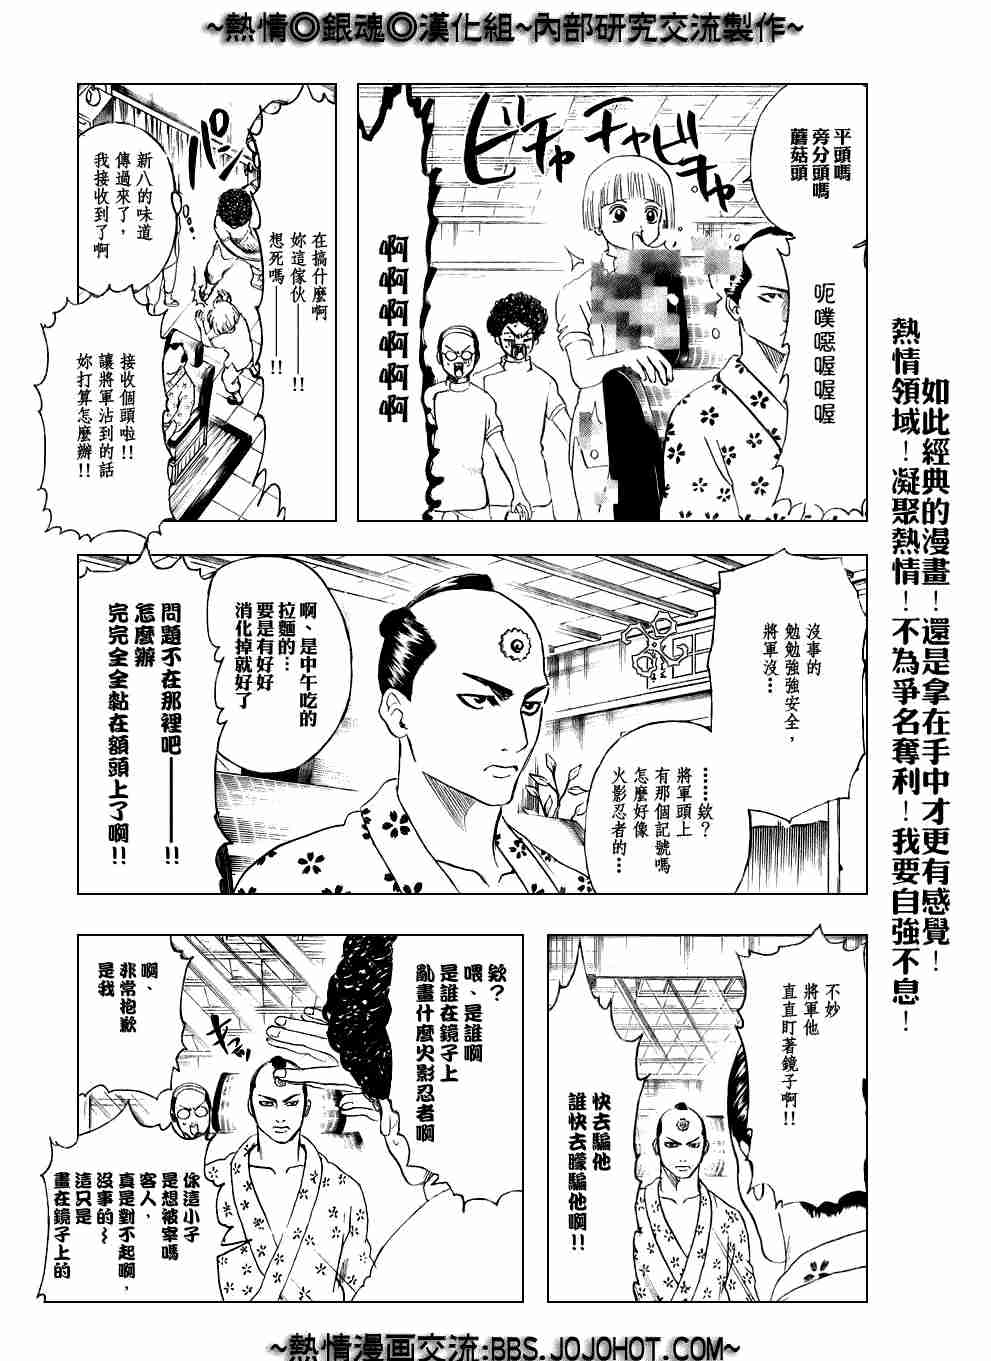 ~熱情◎銀魂◎漢化組~內部研究交流製作~
平頭嗎
旁分頭嗎
蘑菇頭
呃噗噁喔喔喔
ビチャ
チャビチャ
在搞什麼啊
妳這傢伙——!!
想死嗎——!!
パン
新八的味道
傳過來了，
我接收到了啊
接收個頭啦!!
讓將軍沾到的話
妳打算怎麼辦!!
沒事的
勉勉強強安全，
將軍沒…
……欸？
將軍頭上
有那個記號嗎
怎麼好像
火影忍者的…
啊、是中午吃的
拉麵的…
要是有好好
消化掉就好了
問題不在那裡吧————!!
怎麼辦
完完全全黏在額頭上了啊!!
不妙
將軍他
直直盯著鏡子啊!!
快去騙他
誰快去矇騙他啊!!
欸？
喂、是誰啊
是誰在鏡子上
亂畫什麼火影忍者啊
啊、
非常抱歉
是我
你這小子
是想被宰嗎
客人，
真是對不起啊，
沒事的~
這只是
畫在鏡子上的
如此經典的漫畫！還是拿在手中才更有感覺！
熱情領域！凝聚熱情！不為爭名奪利！我要自強不息！
~熱情漫画交流:BBS.JOJOHOT.COM~